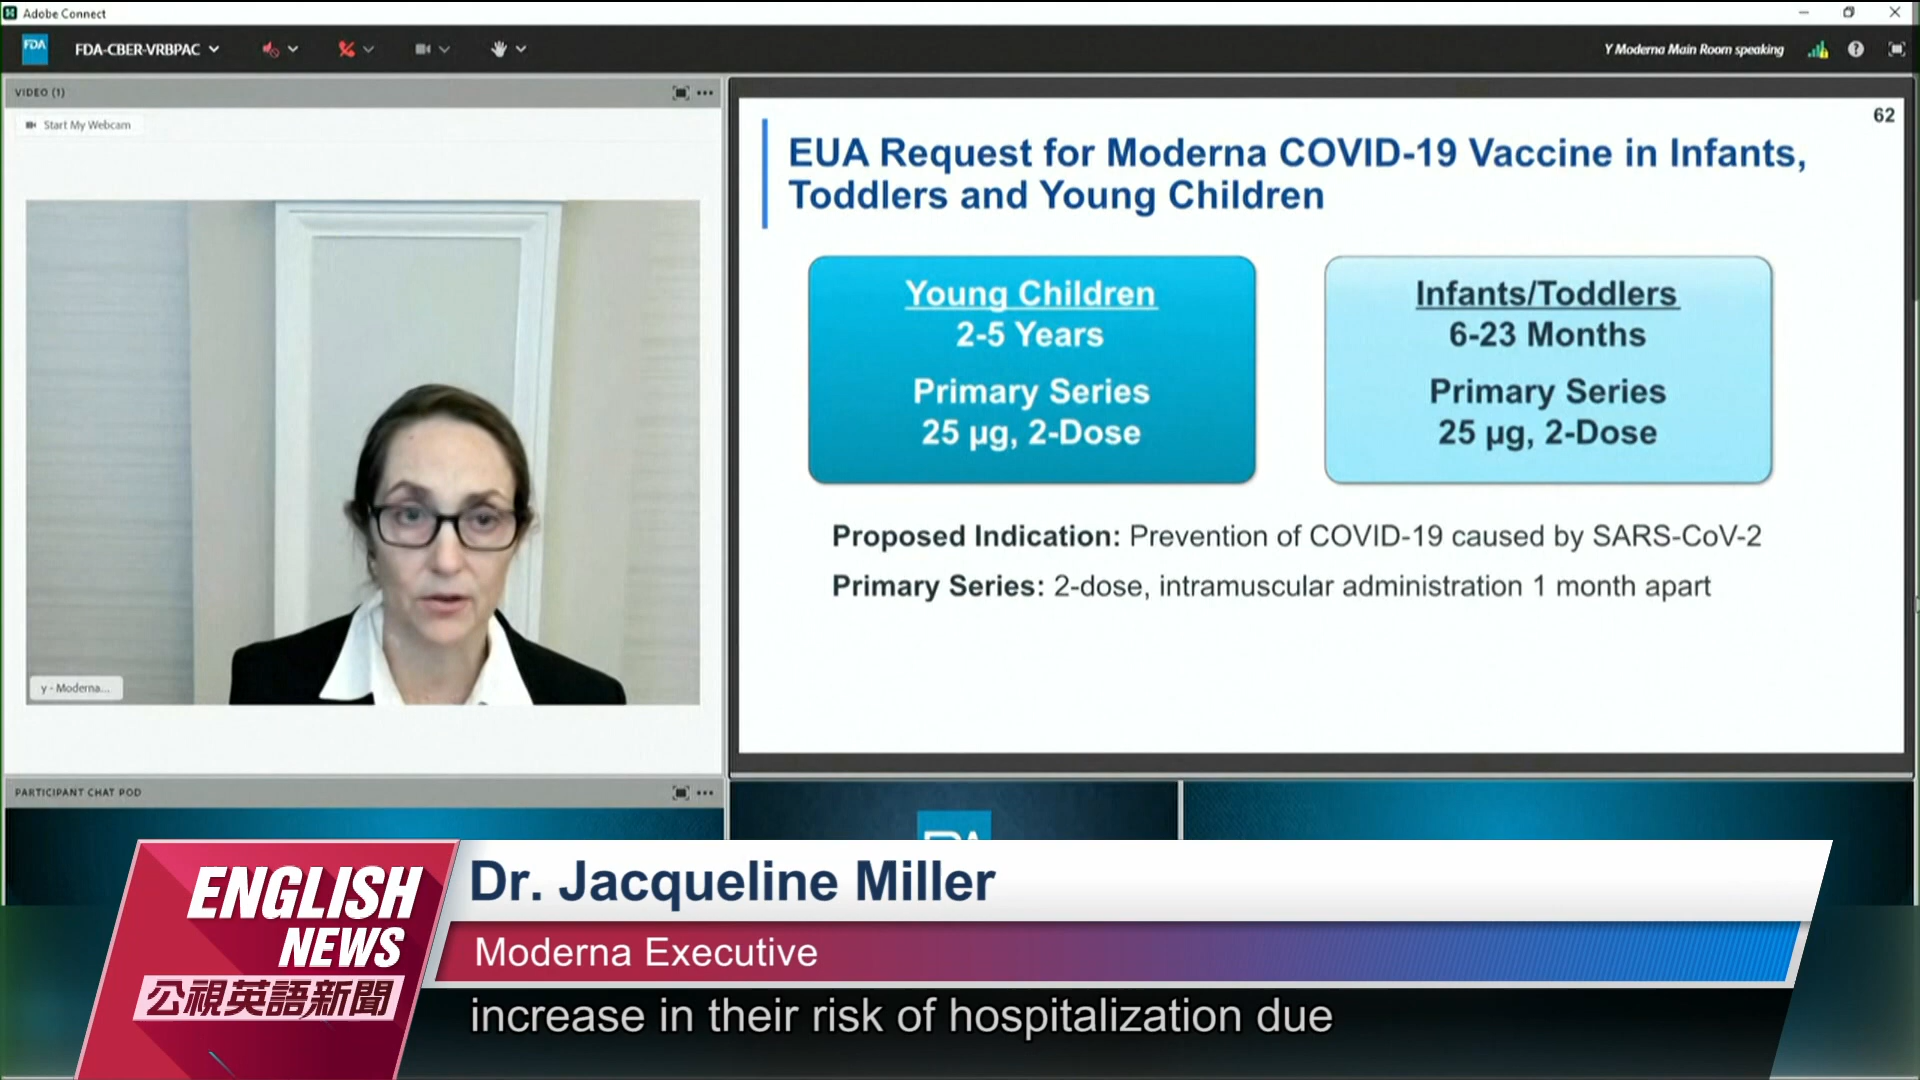 Adobe Connect
FDA
FDA-CBER-VRBPAC
Y Moderna Main Room speaking
VIDEO (1)
Start My Webcam
y - Moderna...
62
EUA Request for Moderna COVID-19 Vaccine in Infants,
Toddlers and Young Children
Young Children
2-5 Years
Primary Series
25 µg, 2-Dose
Infants/Toddlers
6-23 Months
Primary Series
25 µg, 2-Dose
Proposed Indication: Prevention of COVID-19 caused by SARS-CoV-2
Primary Series: 2-dose, intramuscular administration 1 month apart
PARTICIPANT CHAT POD
FDA
ENGLISH
NEWS
公視英語新聞
Dr. Jacqueline Miller
Moderna Executive
increase in their risk of hospitalization due